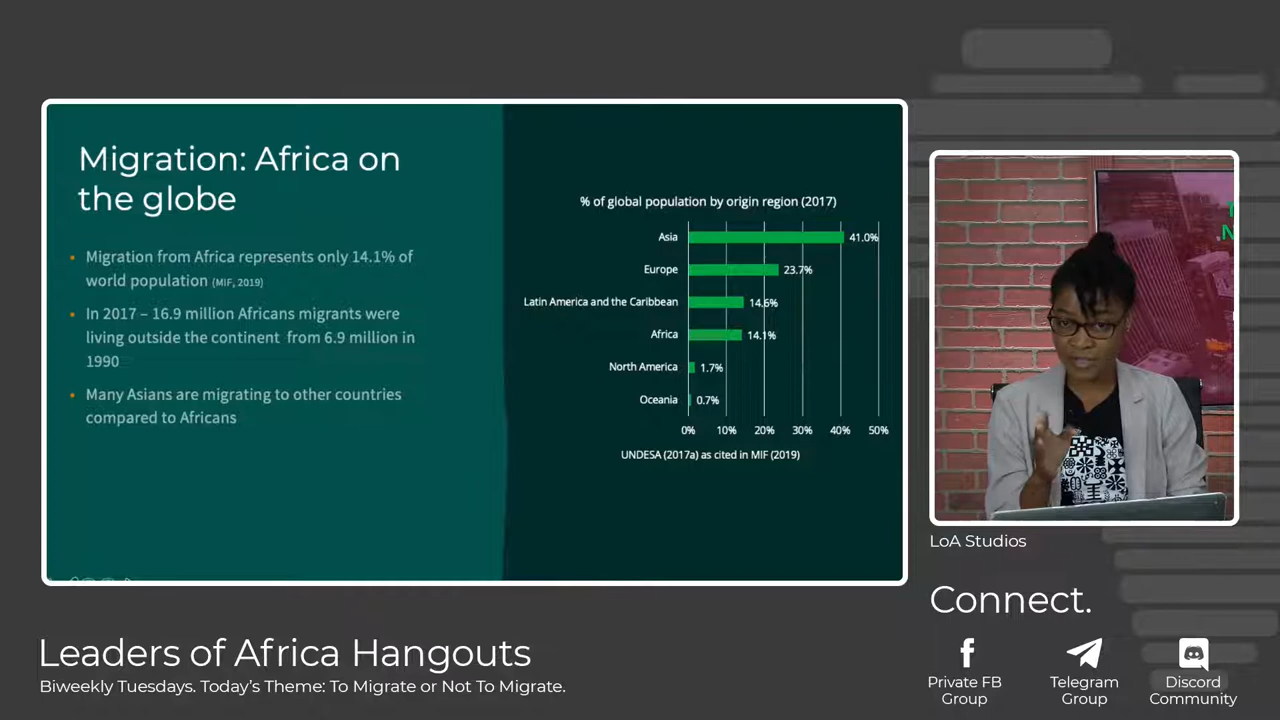 Migration: Africa on
the globe
Migration from Africa represents only 14.1% of
world population (MIF, 2019)
In 2017 – 16.9 million Africans migrants were
living outside the continent from 6.9 million in
1990
Many Asians are migrating to other countries
compared to Africans
% of global population by origin region (2017)
Asia 41.0%
Europe 23.7%
Latin America and the Caribbean 14.6%
Africa 14.1%
North America 1.7%
Oceania 0.7%
0% 10% 20% 30% 40% 50%
UNDESA (2017a) as cited in MIF (2019)
LoA Studios
Connect.
Private FB
Group
Telegram
Group
Discord
Community
Leaders of Africa Hangouts
Biweekly Tuesdays. Today's Theme: To Migrate or Not To Migrate.